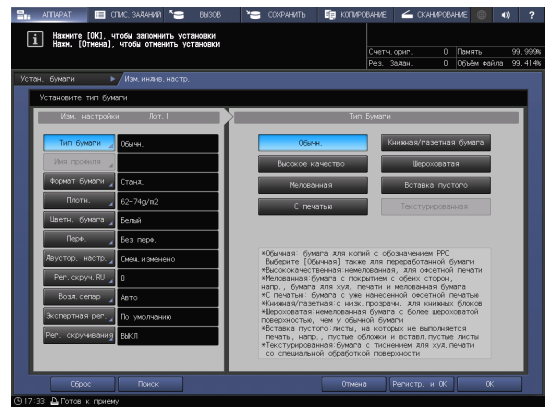 АППАРАТ
СПИС. ЗАДАНИЙ
ВЫЗОВ
СОХРАНИТЬ
КОПИРОВАНИЕ
СКАНИРОВАНИЕ
?
Нажмите [ОК], чтобы запомнить установки
Нажм. [Отмена], чтобы отменить установки
Счетч.ориг. 0 Память 99.999%
Рез. Задан. 0 Объём файла 99.414%
Устан. бумаги Изм.индив.настр.
Установите тип бумаги
Изм. настройки Лот.1
Тип бумаги Обычн.
Имя профиля
Формат бумаги Станд.
Плотн. 62-74g/m2
Цветн. бумага Белый
Перф. Без перф.
Двустор. настр. Смещ.изменено
Рег.скруч.RU 0
Возд.сепар Авто
Экспертная рег. По умолчанию
Рег. скручивания ВЫКЛ
Тип Бумаги
Обычн. Книжная/газетная бумага
Высокое качество Шероховатая
Мелованная Вставка пустого
С печатью Текстурированная
*Обычная: бумага для копий с обозначением PPC
Выберите [Обычная] также для переработанной бумаги
*Высококачественная:немелованная, для офсетной печати
*Мелованная:бумага с покрытием с обеих сторон,
напр., бумага для худ. печати и мелованная бумага
*С печатью: бумага с уже нанесенной офсетной печатью
*Книжная/газетная:с низк.прозрачн. для книжных блоков
*Шероховатая:немелованная бумага с более шероховатой
поверхностью, чем у обычной бумаги
*Вставка пустого:листы, на которых не выполняется
печать, напр., пустые обложки и вставл.пустые листы
*Текстурированная:бумага с тиснением для худ.печати
со специальной обработкой поверхности
Сброс
Поиск
Отмена
Регистр. и ОК
ОК
17:33 Готов к приему